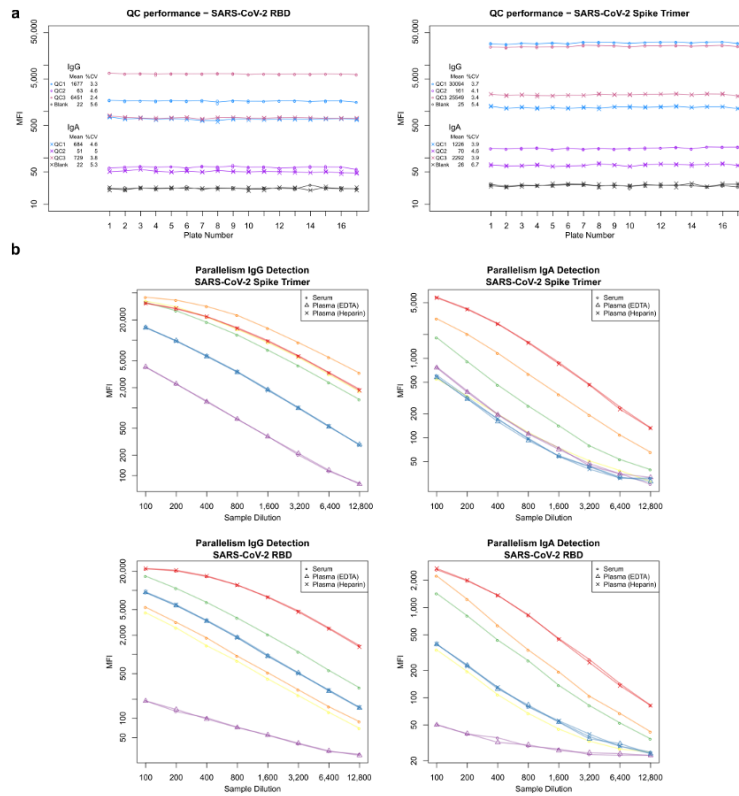 a
QC performance – SARS-CoV-2 RBD
50,000
5,000
500
50
10
MFI
IgG
Mean %CV
QC1 1677 3.3
QC2 63 4.6
QC3 6451 2.4
Blank 22 5.6
IgA
Mean %CV
QC1 684 4.6
QC2 51 5
QC3 729 3.8
Blank 22 5.3
1 2 3 4 5 6 7 8 9 10 12 14 16
Plate Number
QC performance – SARS-CoV-2 Spike Trimer
50,000
5,000
500
50
10
MFI
IgG
Mean %CV
QC1 30094 3.7
QC2 161 4.1
QC3 25549 3.4
Blank 25 5.4
IgA
Mean %CV
QC1 1226 3.9
QC2 70 4.8
QC3 2292 3.9
Blank 26 6.7
1 2 3 4 5 6 7 8 9 10 12 14 16
Plate Number
b
Parallelism IgG Detection
SARS-CoV-2 Spike Trimer
Serum
Plasma (EDTA)
Plasma (Heparin)
20,000
5,000
2,000
500
200
100
MFI
100 200 400 800 1,600 3,200 6,400 12,800
Sample Dilution
Parallelism IgA Detection
SARS-CoV-2 Spike Trimer
Serum
Plasma (EDTA)
Plasma (Heparin)
5,000
1,000
500
200
100
50
MFI
100 200 400 800 1,600 3,200 6,400 12,800
Sample Dilution
Parallelism IgG Detection
SARS-CoV-2 RBD
Serum
Plasma (EDTA)
Plasma (Heparin)
20,000
5,000
2,000
500
100
50
MFI
100 200 400 800 1,600 3,200 6,400 12,800
Sample Dilution
Parallelism IgA Detection
SARS-CoV-2 RBD
Serum
Plasma (EDTA)
Plasma (Heparin)
2,000
1,000
500
200
100
50
20
MFI
100 200 400 800 1,600 3,200 6,400 12,800
Sample Dilution